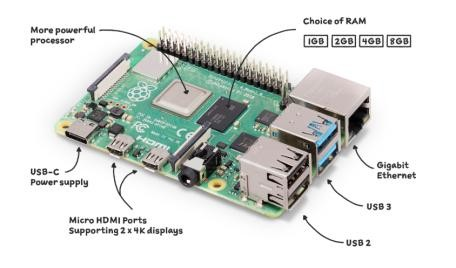 More powerful
processor
Choice of RAM
1GB 2GB 4GB 8GB
HDMI
USB-C
Power supply
Micro HDMI Ports
Supporting 2 x 4K displays
Gigabit
Ethernet
USB 3
USB 2